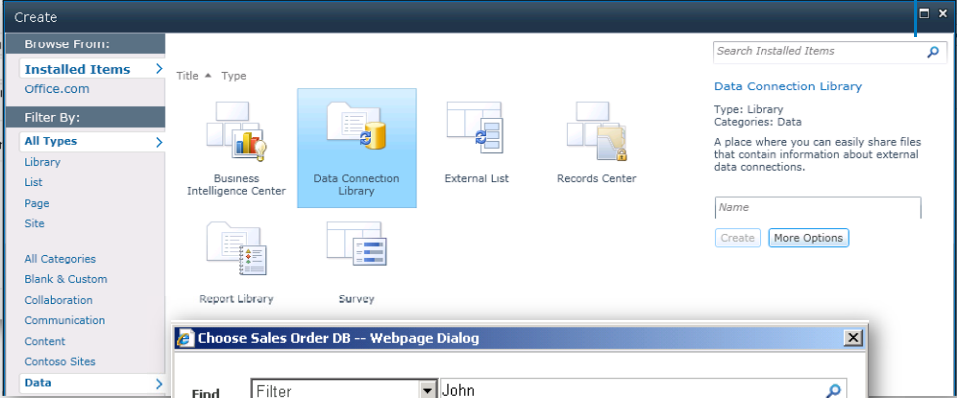 Create
Browse From:
Installed Items
Office.com
Filter By:
All Types
Library
List
Page
Site
All Categories
Blank & Custom
Collaboration
Communication
Content
Contoso Sites
Data
Title Type
Business
Intelligence Center
Data Connection
Library
External List
Records Center
Report Library
Survey
Search Installed Items
Data Connection Library
Type: Library
Categories: Data
A place where you can easily share files
that contain information about external
data connections.
Name
Create More Options
Choose Sales Order DB -- Webpage Dialog
Find Filter John